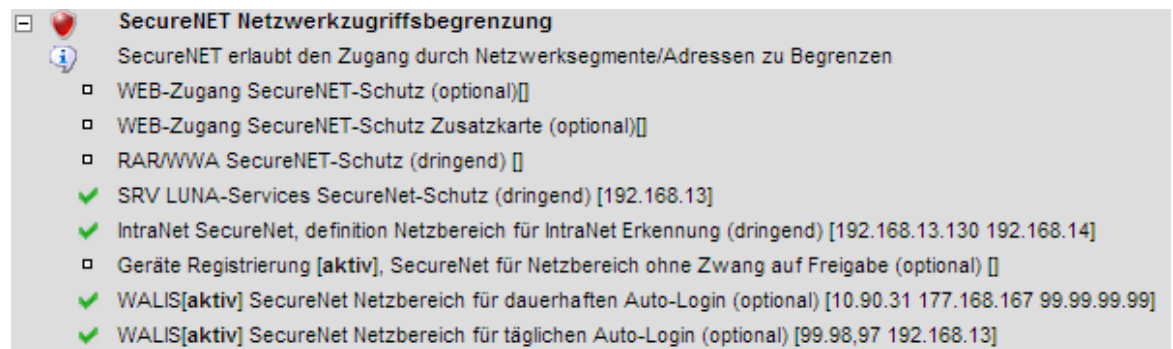 SecureNET Netzwerkzugriffsbegrenzung
SecureNET erlaubt den Zugang durch Netzwerksegmente/Adressen zu Begrenzen
WEB-Zugang SecureNET-Schutz (optional)[]
WEB-Zugang SecureNET-Schutz Zusatzkarte (optional)[]
RAR/WWA SecureNET-Schutz (dringend) []
SRV LUNA-Services SecureNet-Schutz (dringend) [192.168.13]
IntraNet SecureNet, definition Netzbereich für IntraNet Erkennung (dringend) [192.168.13.130 192.168.14]
Geräte Registrierung [aktiv], SecureNet für Netzbereich ohne Zwang auf Freigabe (optional) []
WALIS[aktiv] SecureNet Netzbereich für dauerhaften Auto-Login (optional) [10.90.31 177.168.167 99.99.99.99]
WALIS[aktiv] SecureNet Netzbereich für täglichen Auto-Login (optional) [99.98,97 192.168.13]